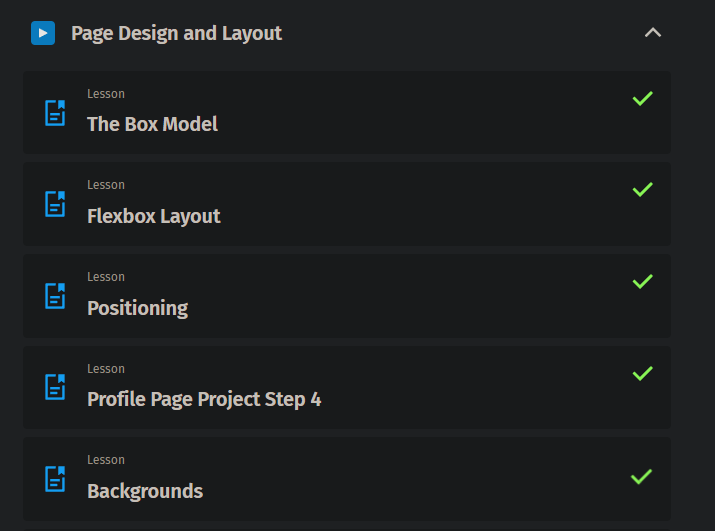 Page Design and Layout
Lesson
The Box Model
Lesson
Flexbox Layout
Lesson
Positioning
Lesson
Profile Page Project Step 4
Lesson
Backgrounds